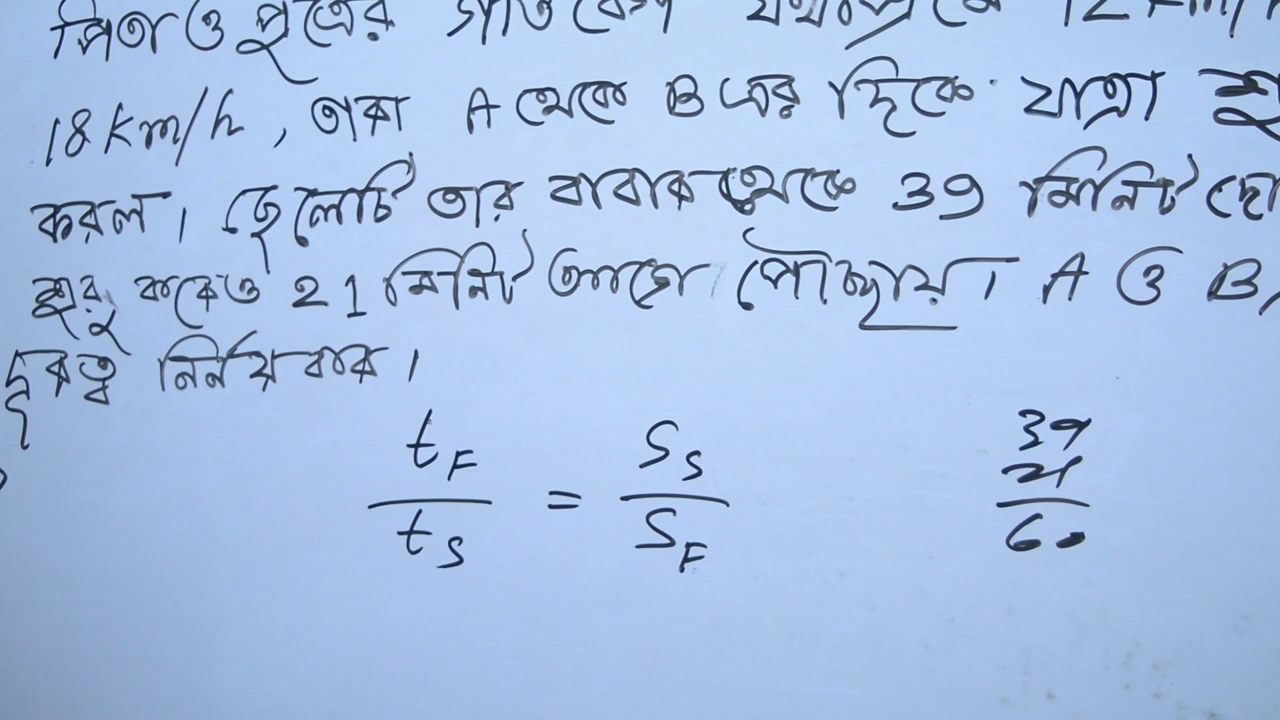 পিতা ও পুত্রের গতিবেগ যথাক্রমে 12 km/h
18 km/h, তারা A থেকে B এর দিকে যাত্রা শু
করল। ছেলেটি তার বাবার থেকে 39 মিনিট দে
শুরু করেও 21 মিনিট আগে পৌছায়। A ও B
দূরত্ব নির্নয় কর।
t_F / t_S = S_S / S_F
39
21
60